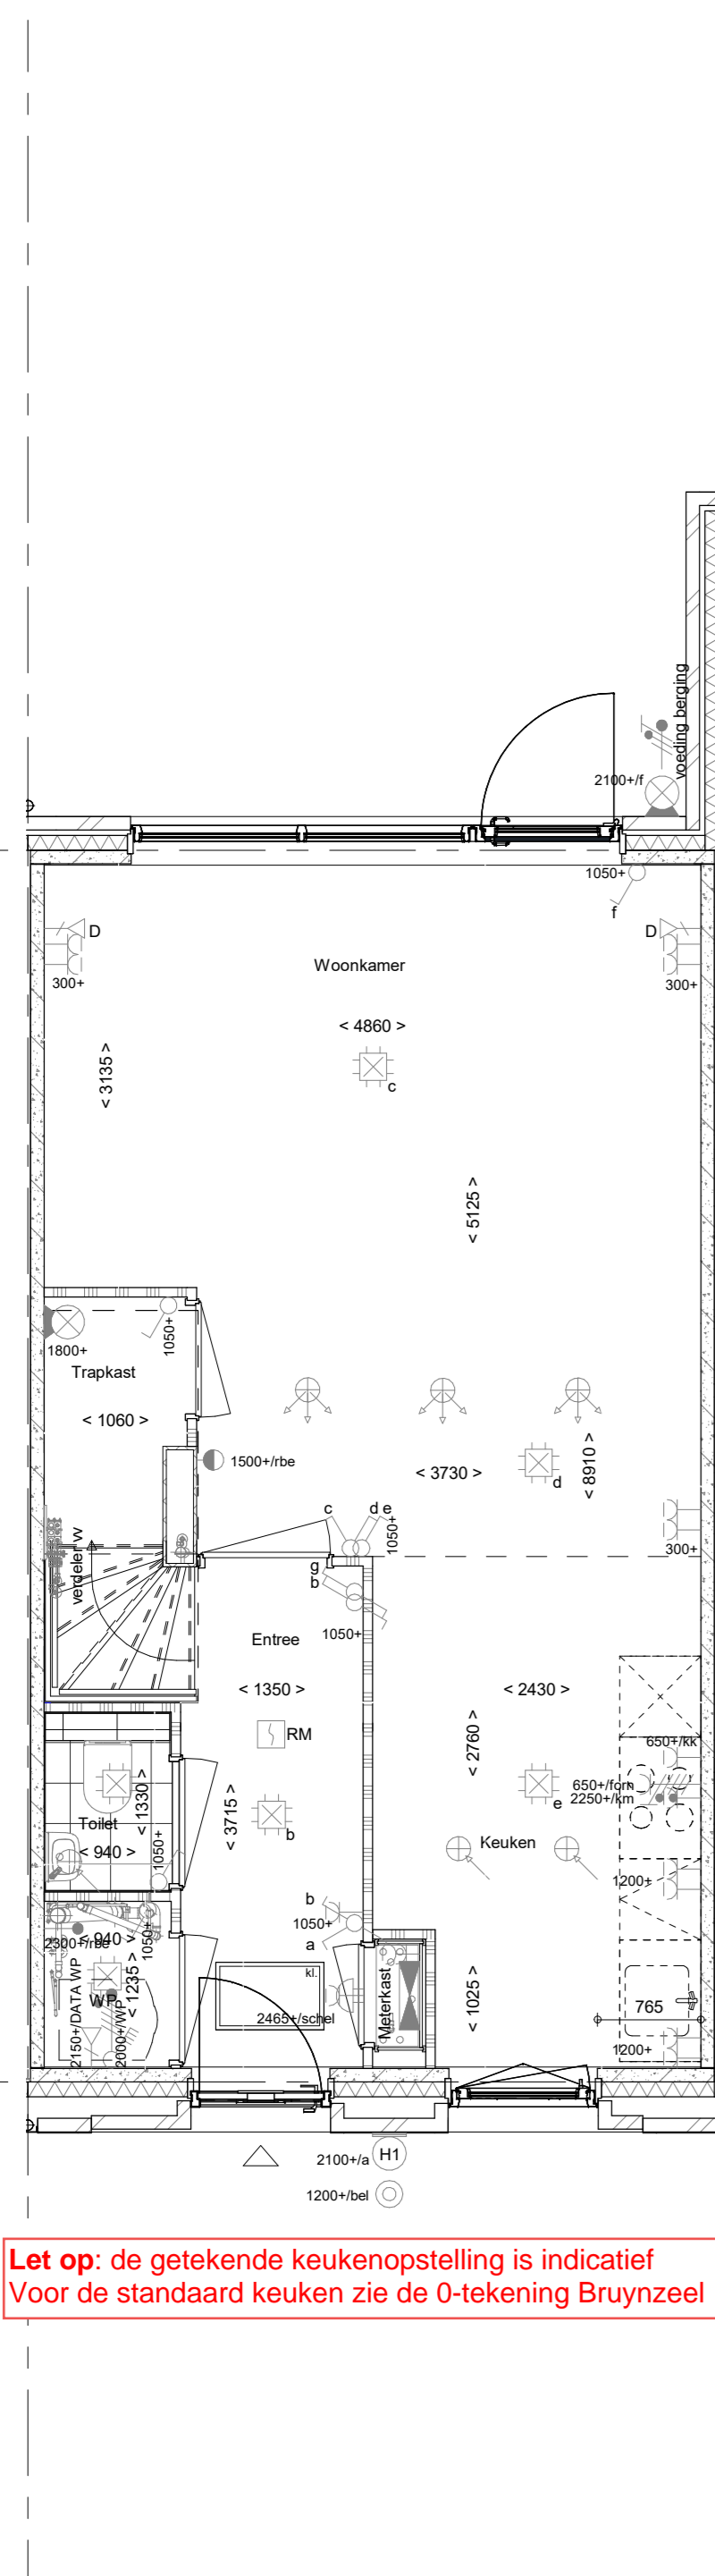 voeding berging
2100+/f
1050+
f
D
D
300+
300+
Woonkamer
< 4860 >
< 3135 >
c
< 5125 >
1050+
1800+
Trapkast
< 1060 >
1500+/rbe
< 3730 >
d
< 8910 >
c
d e
1050+
300+
verdeler W
g
b
1050+
Entree
< 1350 >
< 2430 >
RM
< 2760 >
650+/kk
650+/forn
2250+/km
e
< 1330 >
Toilet
< 940 >
1050+
< 3715 >
b
Keuken
1200+
b
1050+
a
1050+
2300+/rbe
< 940 >
< 1235 >
WP
2150+/DATA WP
2000+/WP
kl.
2465+/schel
Meterkast
< 1025 >
765
1200+
2100+/a
H1
1200+/bel
Let op: de getekende keukenopstelling is indicatief
Voor de standaard keuken zie de 0-tekening Bruynzeel